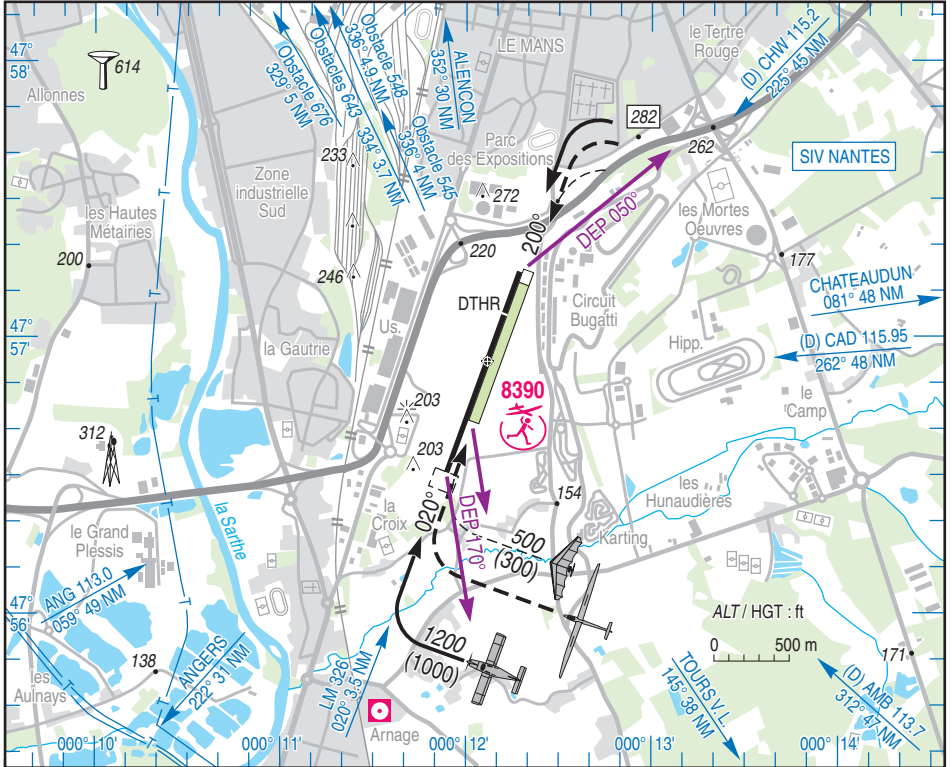 47°
58'
614
Allonnes
Obstacle 676
329° 5 NM
Obstacles 643
334° 3.7 NM
Obstacle 548
336° 4.9 NM
Obstacle 545
336° 4 NM
ALENCON
352° 30 NM
LE MANS
le Tertre
Rouge
(D) CHW 115.2
225° 45 NM
282
262
SIV NANTES
Parc
des Expositions
233
272
Zone
industrielle
Sud
les Hautes
Métairies
200
246
220
200°
DEP 050°
les Mortes
Oeuvres
177
CHATEAUDUN
081° 48 NM
(D) CAD 115.95
262° 48 NM
47°
57'
DTHR
Circuit
Bugatti
Us.
la Gautrie
Hipp.
le
Camp
8390
203
203
312
020°
DEP 170°
154
les
Hunaudières
la
Croix
la Sarthe
le Grand
Plessis
500
(300)
Karting
ANG 113.0
059° 49 NM
47°
56'
ALT / HGT : ft
0 500 m
1200
(1000)
138
ANGERS
222° 31 NM
les
Aulnays
LM 326
020° 3.5 NM
Arnage
TOURS V.L.
145° 38 NM
(D) AMB 113.7
312° 47 NM
171
000° 10'
000° 11'
000° 12'
000° 13'
000° 14'
T
T
T
T
T
T